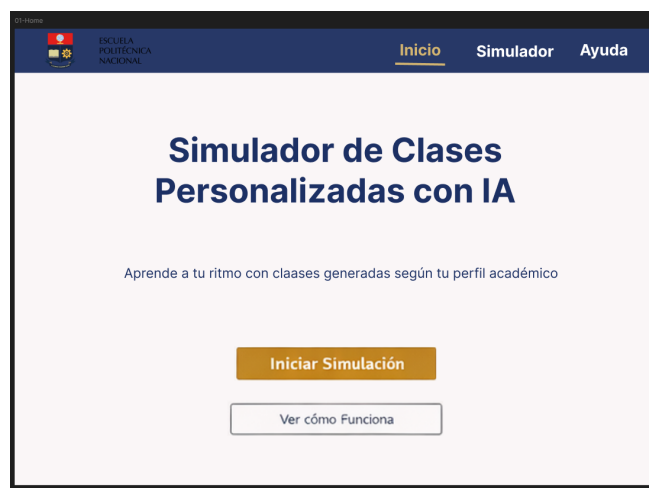 01-Home
ESCUELA
POLITÉCNICA
NACIONAL
Inicio
Simulador
Ayuda
Simulador de Clases
Personalizadas con IA
Aprende a tu ritmo con claases generadas según tu perfil académico
Iniciar Simulación
Ver cómo Funciona